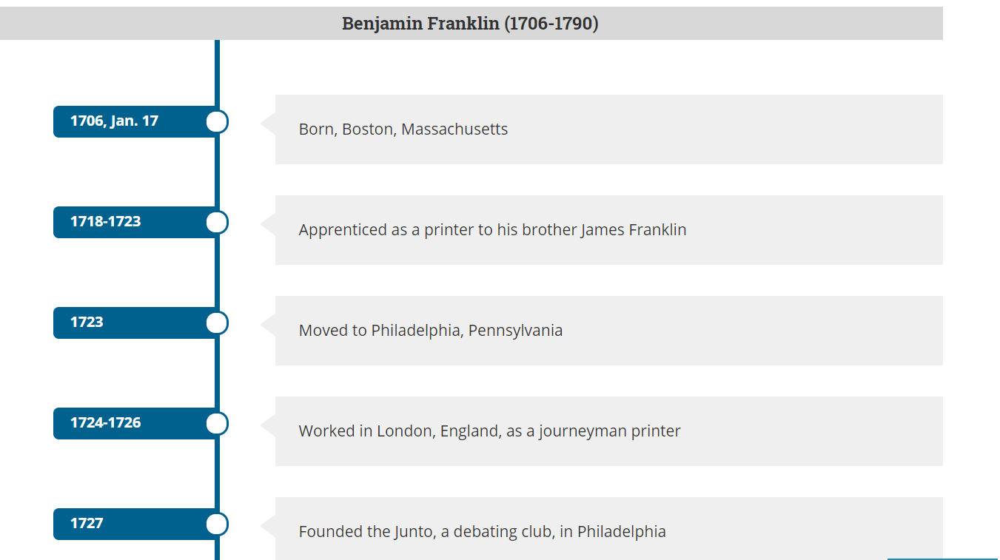 Benjamin Franklin (1706-1790)
1706, Jan. 17
Born, Boston, Massachusetts
1718-1723
Apprenticed as a printer to his brother James Franklin
1723
Moved to Philadelphia, Pennsylvania
1724-1726
Worked in London, England, as a journeyman printer
1727
Founded the Junto, a debating club, in Philadelphia